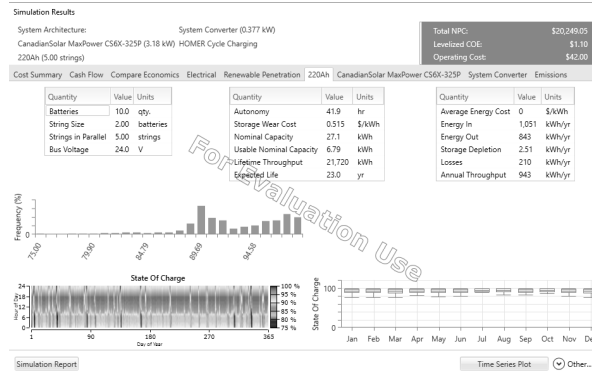 Simulation Results
System Architecture: System Converter (0.377 kW)
CanadianSolar MaxPower CS6X-325P (3.18 kW) HOMER Cycle Charging
220Ah (5.00 strings)
Total NPC: $20,249.05
Levelized COE: $1.10
Operating Cost: $42.00
Cost Summary Cash Flow Compare Economics Electrical Renewable Penetration 220Ah CanadianSolar MaxPower CS6X-325P System Converter Emissions
Quantity Value Units
Batteries 10.0 qty.
String Size 2.00 batteries
Strings in Parallel 5.00 strings
Bus Voltage 24.0 V
Quantity Value Units
Autonomy 41.9 hr
Storage Wear Cost 0.515 $/kWh
Nominal Capacity 27.1 kWh
Usable Nominal Capacity 6.79 kWh
Lifetime Throughput 21,720 kWh
Expected Life 23.0 yr
Quantity Value Units
Average Energy Cost 0 $/kWh
Energy In 1,051 kWh/yr
Energy Out 843 kWh/yr
Storage Depletion 2.51 kWh/yr
Losses 210 kWh/yr
Annual Throughput 943 kWh/yr
For Evaluation Use
Frequency (%)
75.00 79.90 84.79 89.69 94.58
State Of Charge
Hour of Day
24
18
12
6
0
1 90 180 270 365
Day of Year
100 %
95 %
90 %
85 %
80 %
75 %
State Of Charge
100
0
Jan Feb Mar Apr May Jun Jul Aug Sep Oct Nov De
Simulation Report
Time Series Plot
Other...